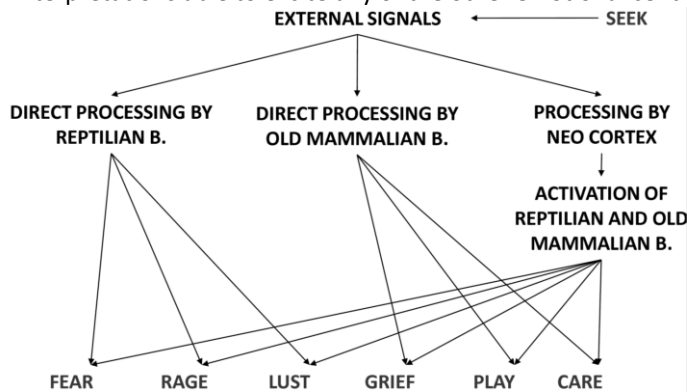 EXTERNAL SIGNALS SEEK
DIRECT PROCESSING BY
REPTILIAN B.
DIRECT PROCESSING BY
OLD MAMMALIAN B.
PROCESSING BY
NEO CORTEX
ACTIVATION OF
REPTILIAN AND OLD
MAMMALIAN B.
FEAR RAGE LUST GRIEF PLAY CARE